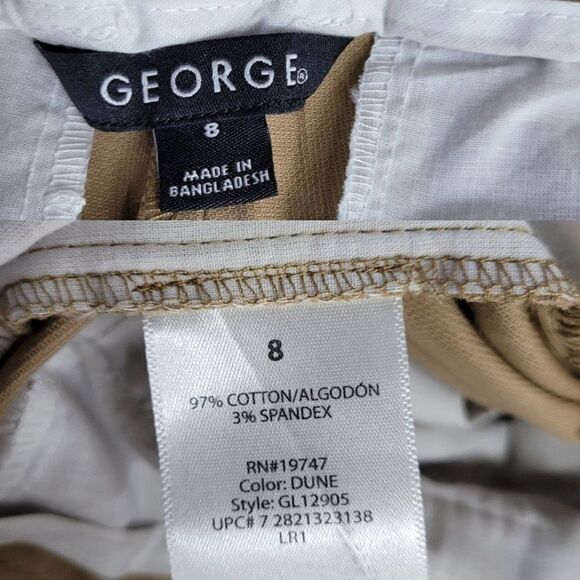 GEORGE®
8
MADE IN
BANGLADESH
8
97% COTTON/ALGODÓN
3% SPANDEX
RN#19747
Color: DUNE
Style: GL12905
UPC# 7 2821323138
LR1